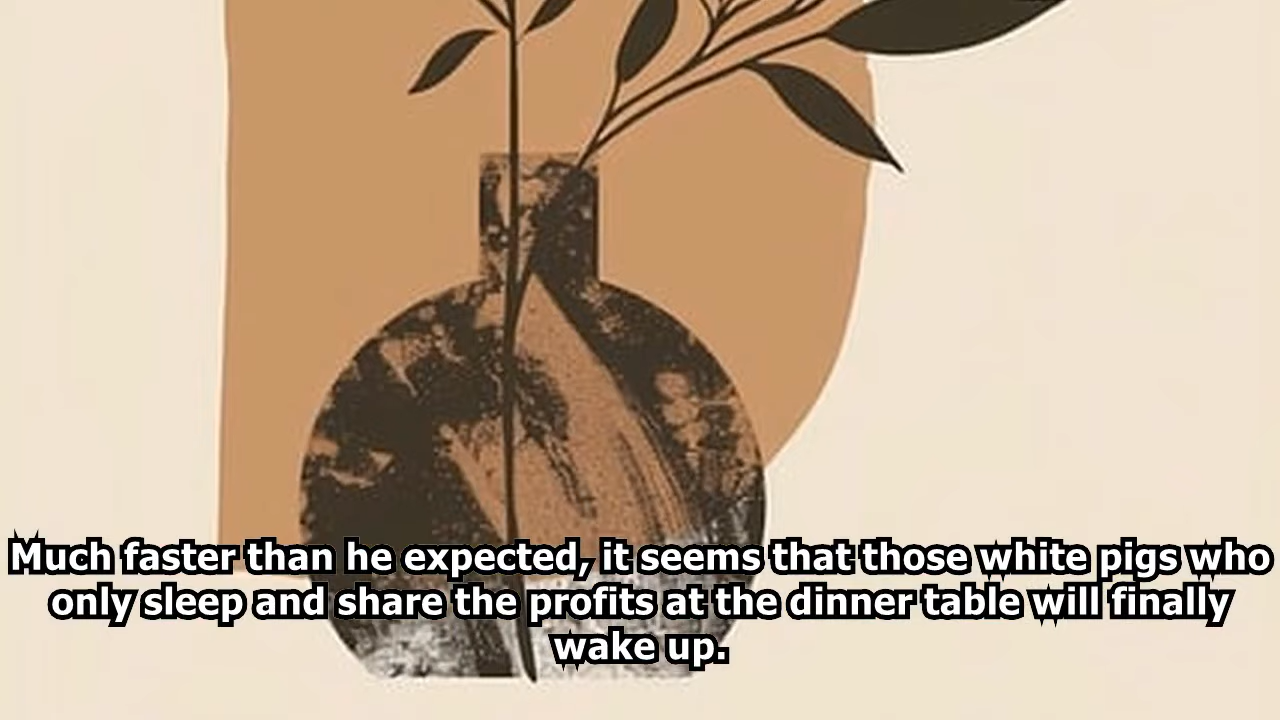 Much faster than he expected, it seems that those white pigs who
only sleep and share the profits at the dinner table will finally
wake up.